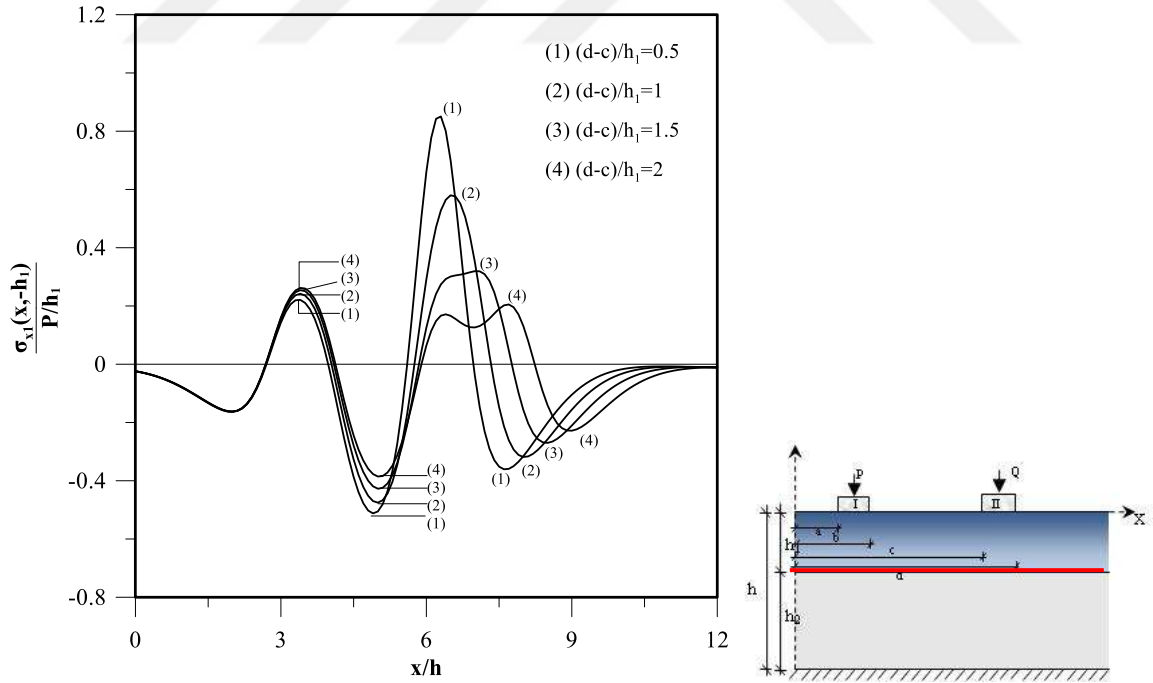 1.2
0.8
0.4
0
-0.4
-0.8
σx1(x,-h1)
P/h1
(1) (d-c)/h1=0.5
(2) (d-c)/h1=1
(3) (d-c)/h1=1.5
(4) (d-c)/h1=2
(1)
(2)
(3)
(4)
(4)
(3)
(2)
(1)
(4)
(3)
(2)
(1)
(1)
(2)
(3)
(4)
0
3
6
9
12
x/h
P
Q
I
II
X
a
b
c
d
h
h2